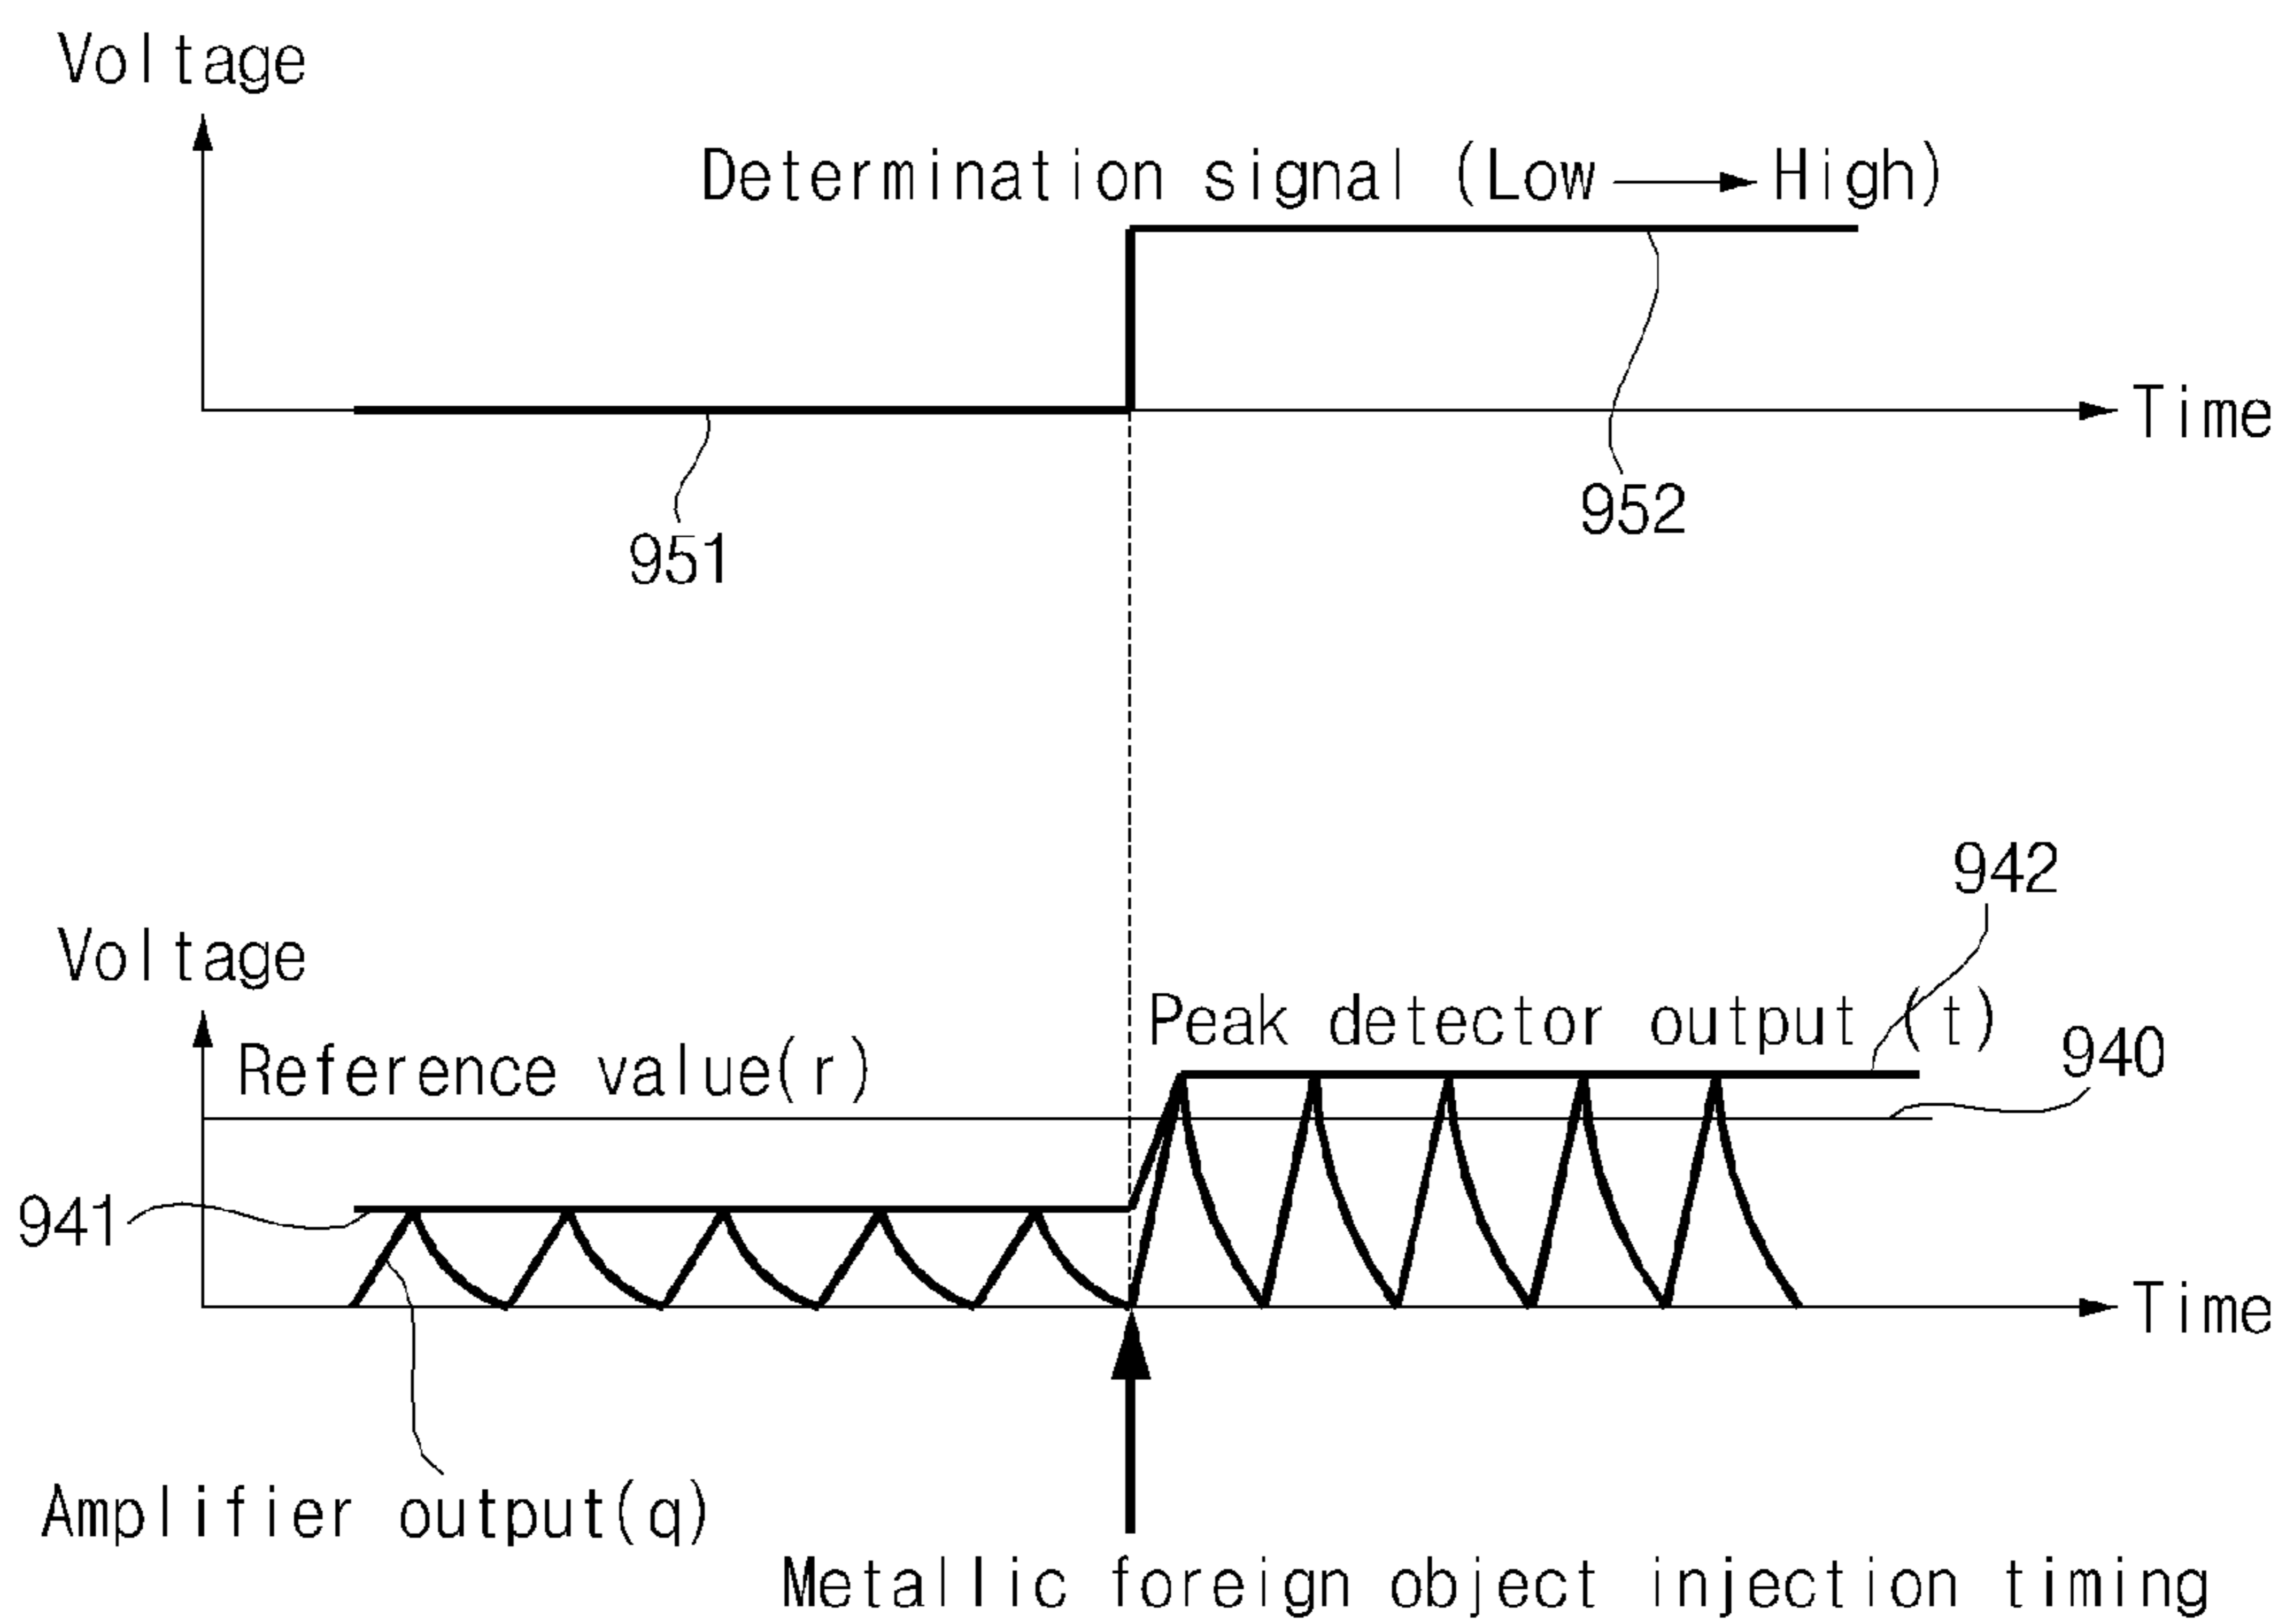 Voltage
Determination signal (Low → High)
Time
952
951
942
Voltage
Peak detector output (t)
940
Reference value(r)
941
Time
Amplifier output(q)
Metallic foreign object injection timing